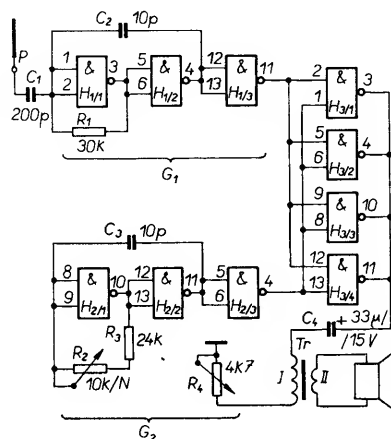 C2 10p
P
C1
200p
1
2
&
H1/1
3
5
6
&
H1/2
4
12
13
&
H1/3
11
R1
30k
G1
2
1
&
H3/1
3
5
6
&
H3/2
4
9
8
&
H3/3
10
12
13
&
H3/4
11
C3 10p
8
9
&
H2/1
10
12
13
&
H2/2
11
5
6
&
H2/3
4
R3
24k
R2
10k/N
R4
4k7
C4 + 33µ/
/15V
Tr
I
II
G2